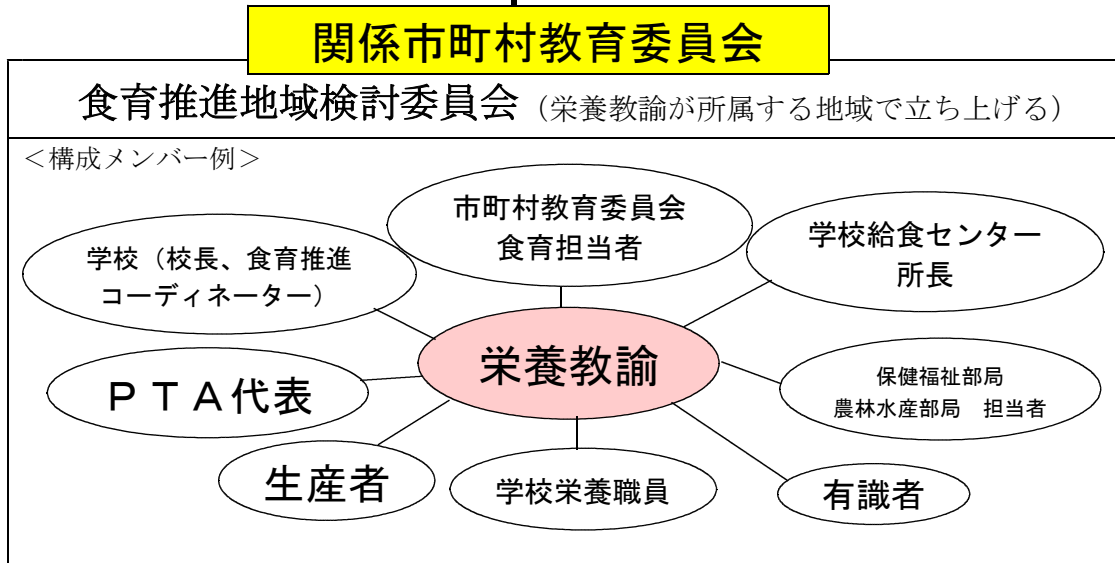 関係市町村教育委員会
食育推進地域検討委員会（栄養教諭が所属する地域で立ち上げる）
＜構成メンバー例＞
市町村教育委員会
食育担当者
学校給食センター
所長
学校（校長、食育推進
コーディネーター）
栄養教諭
保健福祉部局
農林水産部局　担当者
ＰＴＡ代表
生産者
学校栄養職員
有識者